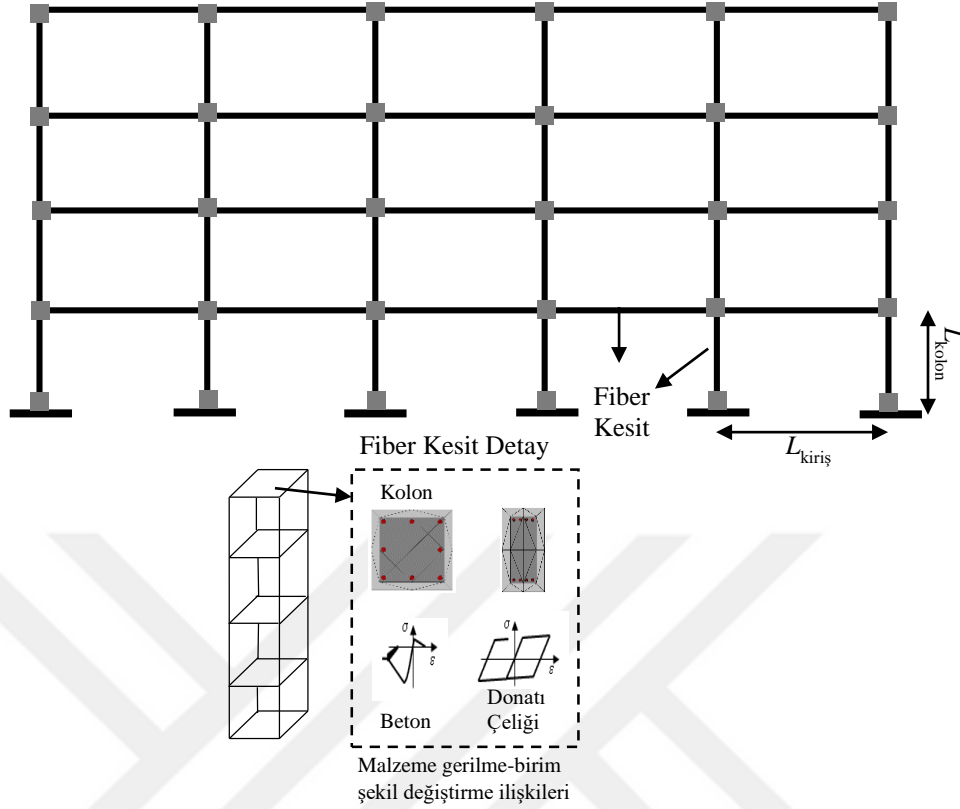 L kolon
Fiber
Kesit
L kiriş
Fiber Kesit Detay
Kolon
σ
ε
σ
ε
Beton
Donatı
Çeliği
Malzeme gerilme-birim
şekil değiştirme ilişkileri